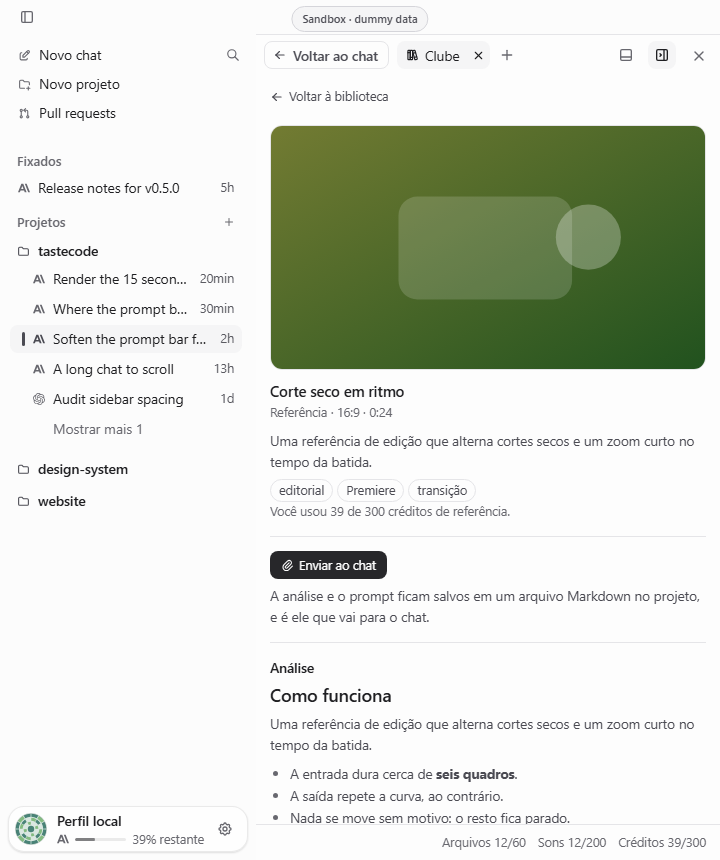 Sandbox · dummy data
Novo chat
Novo projeto
Pull requests
Fixados
Release notes for v0.5.0 5h
Projetos
tastecode
Render the 15 secon... 20min
Where the prompt b... 30min
Soften the prompt bar f... 2h
A long chat to scroll 13h
Audit sidebar spacing 1d
Mostrar mais 1
design-system
website
Perfil local
39% restante
Voltar ao chat
Clube
Voltar à biblioteca
Corte seco em ritmo
Referência · 16:9 · 0:24
Uma referência de edição que alterna cortes secos e um zoom curto no
tempo da batida.
editorial Premiere transição
Você usou 39 de 300 créditos de referência.
Enviar ao chat
A análise e o prompt ficam salvos em um arquivo Markdown no projeto,
e é ele que vai para o chat.
Análise
Como funciona
Uma referência de edição que alterna cortes secos e um zoom curto no
tempo da batida.
A entrada dura cerca de seis quadros.
A saída repete a curva, ao contrário.
Nada se move sem motivo: o resto fica parado.
Arquivos 12/60 Sons 12/200 Créditos 39/300